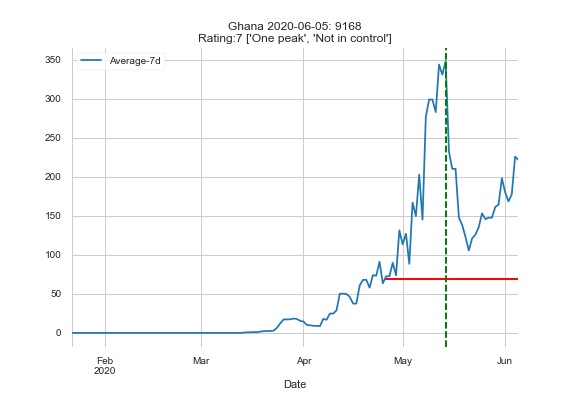 Ghana 2020-06-05: 9168
Rating:7 ['One peak', 'Not in control']
Average-7d
350
300
250
200
150
100
50
0
Feb
2020
Mar
Apr
May
Jun
Date